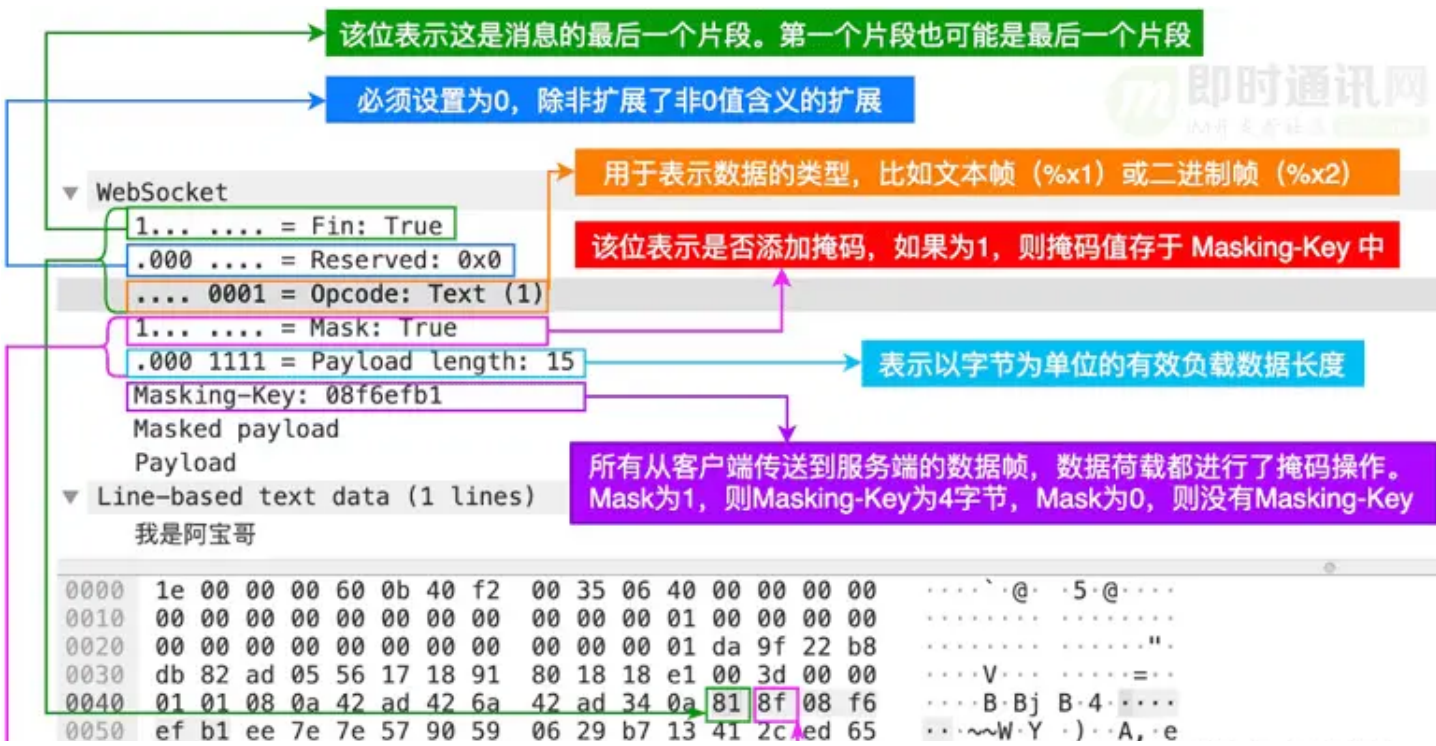 该位表示这是消息的最后一个片段。第一个片段也可能是最后一个片段
即时通讯网
必须设置为0，除非扩展了非0值含义的扩展
用于表示数据的类型，比如文本帧（%x1）或二进制帧（%x2）
WebSocket
1... .... = Fin: True
该位表示是否添加掩码，如果为1，则掩码值存于 Masking-Key 中
.000 .... = Reserved: 0x0
.... 0001 = Opcode: Text (1)
1... .... = Mask: True
.000 1111 = Payload length: 15
表示以字节为单位的有效负载数据长度
Masking-Key: 08f6efb1
Masked payload
Payload
所有从客户端传送到服务端的数据帧，数据荷载都进行了掩码操作。
Mask为1，则Masking-Key为4字节，Mask为0，则没有Masking-Key
Line-based text data (1 lines)
我是阿宝哥
0000 1e 00 00 00 60 0b 40 f2 00 35 06 40 00 00 00 00 ····`·@· ·5·@····
0010 00 00 00 00 00 00 00 00 00 00 00 01 00 00 00 00 ········ ········
0020 00 00 00 00 00 00 00 00 00 00 00 01 da 9f 22 b8 ········ ······"·
0030 db 82 ad 05 56 17 18 91 80 18 18 e1 00 3d 00 00 ····V··· ·····=··
0040 01 01 08 0a 42 ad 42 6a 42 ad 34 0a 81 8f 08 f6 ····B·Bj B·4·····
0050 ef b1 ee 7e 7e 57 90 59 06 29 b7 13 41 2c ed 65 ···~~W·Y ·)··A,·e